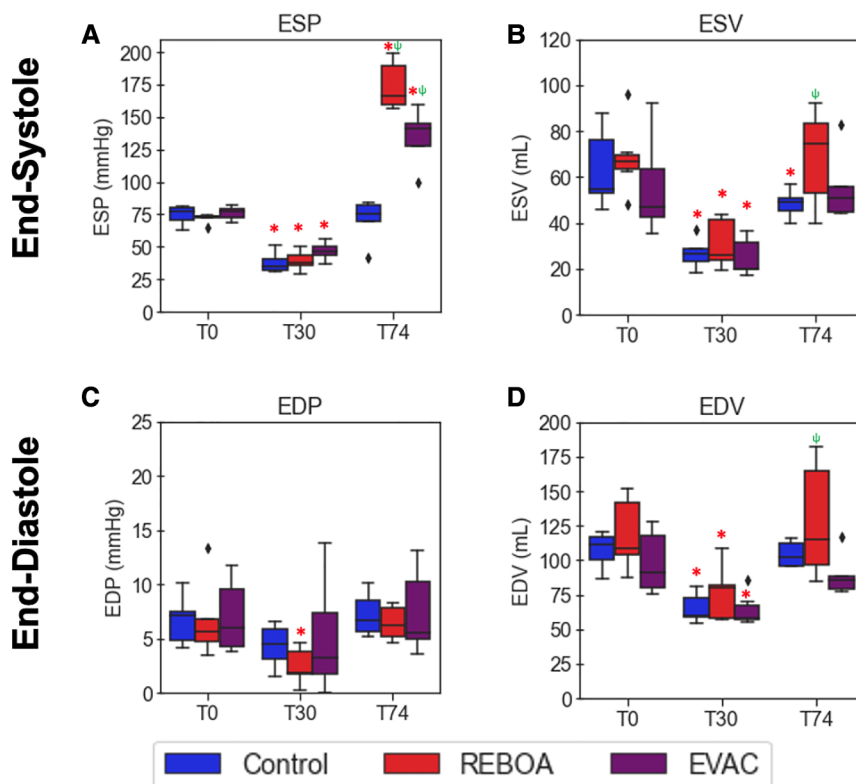 End-Systole
A
ESP
ESP (mmHg)
200
175
150
125
100
75
50
25
0
* ψ
* ψ
* * *
T0 T30 T74
B
ESV
ESV (mL)
120
100
80
60
40
20
0
ψ
*
* * *
T0 T30 T74
End-Diastole
C
EDP
EDP (mmHg)
25
20
15
10
5
0
*
T0 T30 T74
D
EDV
EDV (mL)
200
175
150
125
100
75
50
25
0
ψ
* * *
T0 T30 T74
Control REBOA EVAC